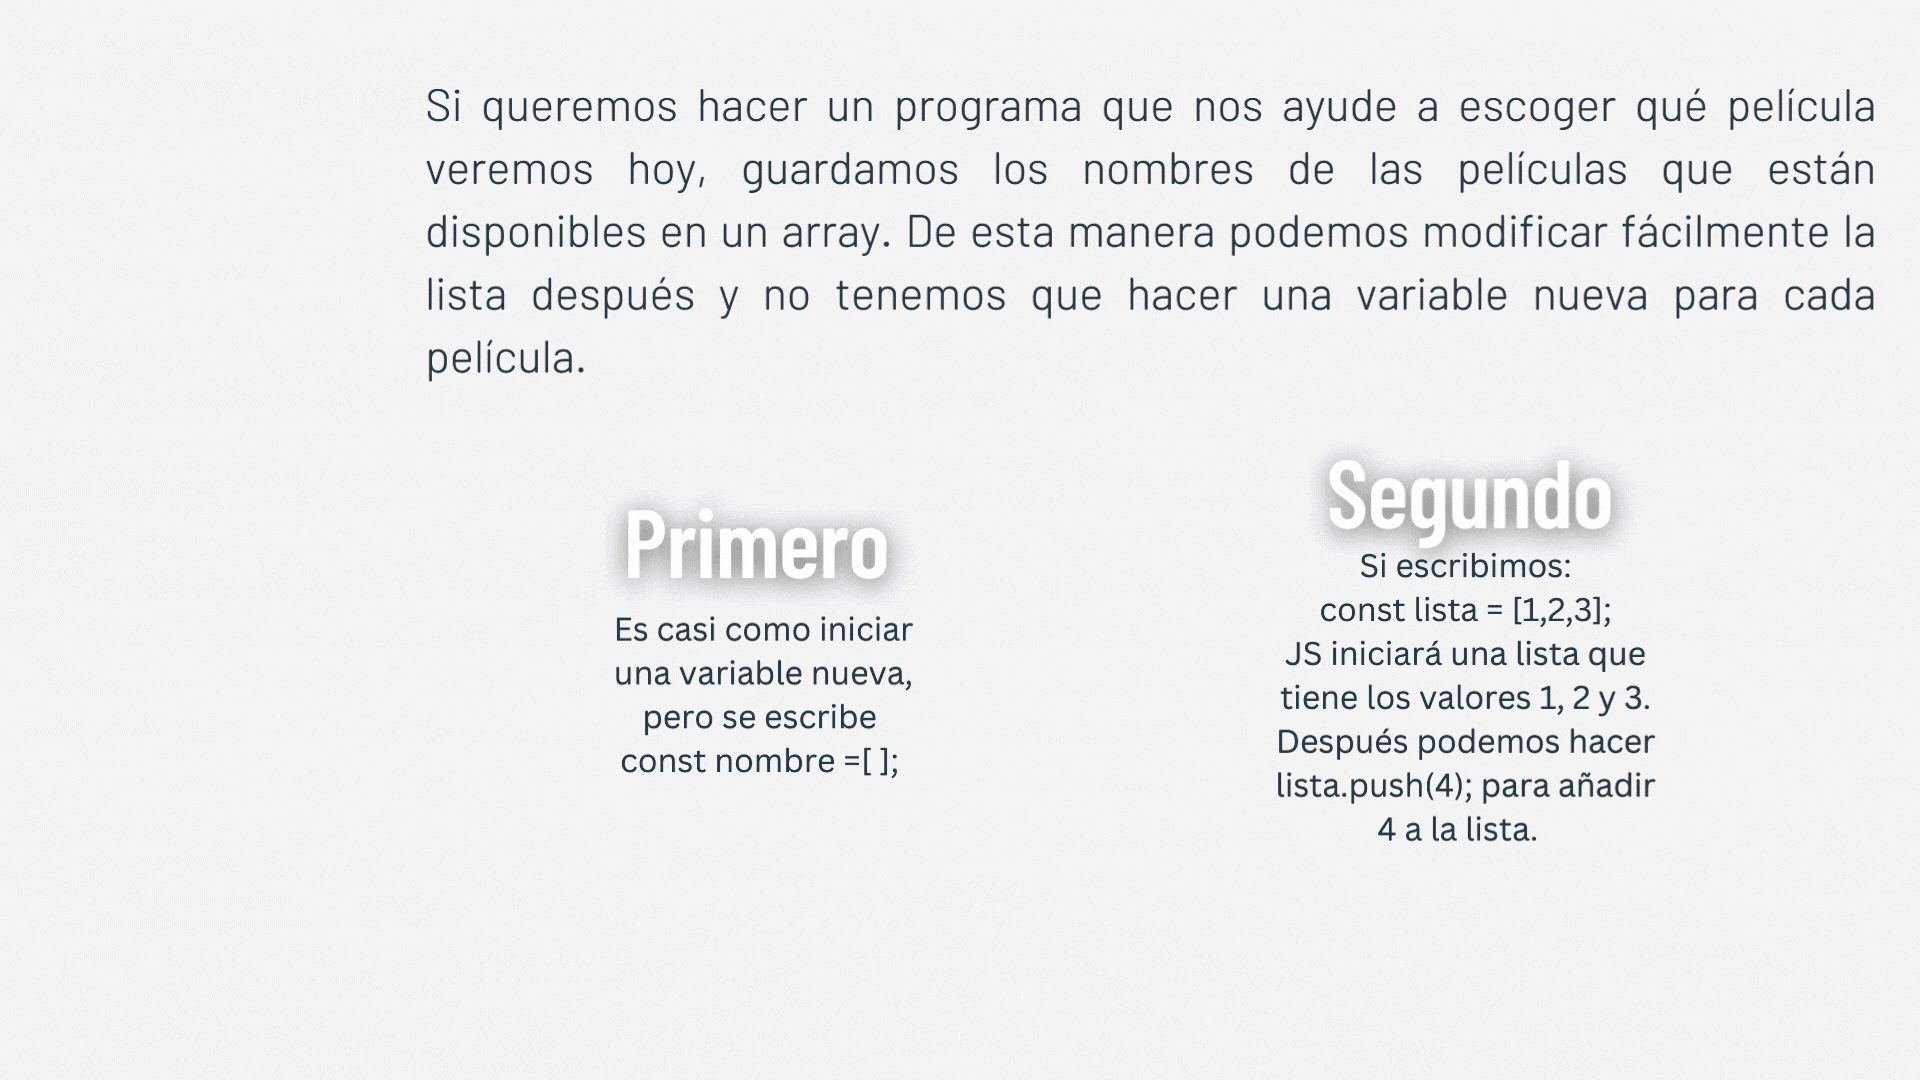 Si queremos hacer un programa que nos ayude a escoger qué película
veremos hoy, guardamos los nombres de las películas que están
disponibles en un array. De esta manera podemos modificar fácilmente la
lista después y no tenemos que hacer una variable nueva para cada
película.
Primero
Es casi como iniciar
una variable nueva,
pero se escribe
const nombre =[ ];
Segundo
Si escribimos:
const lista = [1,2,3];
JS iniciará una lista que
tiene los valores 1, 2 y 3.
Después podemos hacer
lista.push(4); para añadir
4 a la lista.